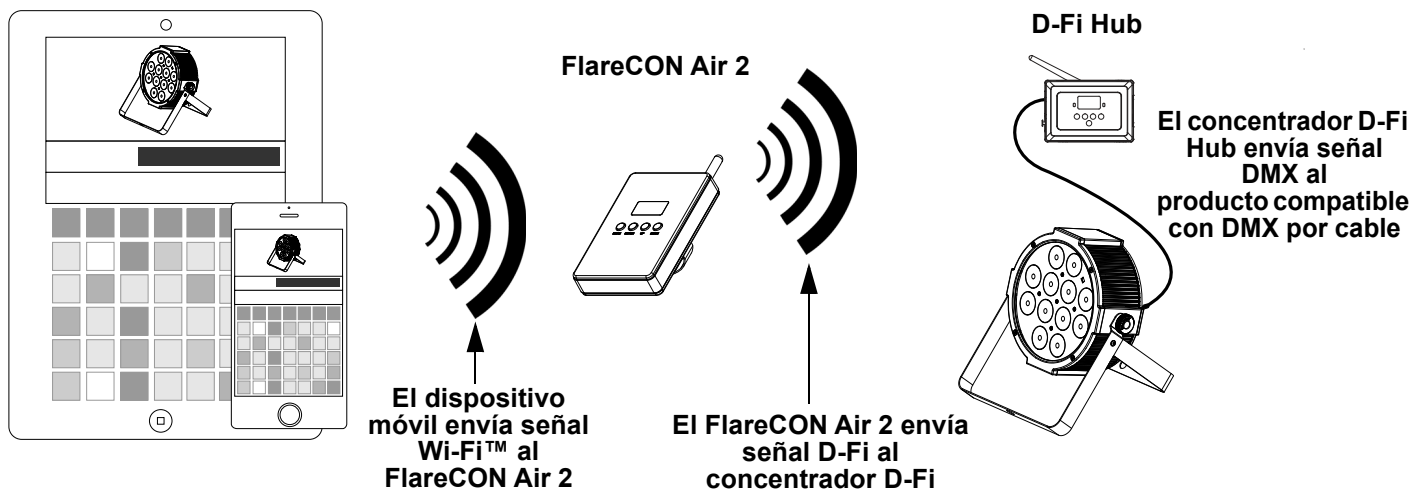 D-Fi Hub
FlareCON Air 2
El concentrador D-Fi
Hub envía señal
DMX al
producto compatible
con DMX por cable
El dispositivo
móvil envía señal
Wi-Fi™ al
FlareCON Air 2
El FlareCON Air 2 envía
señal D-Fi al
concentrador D-Fi